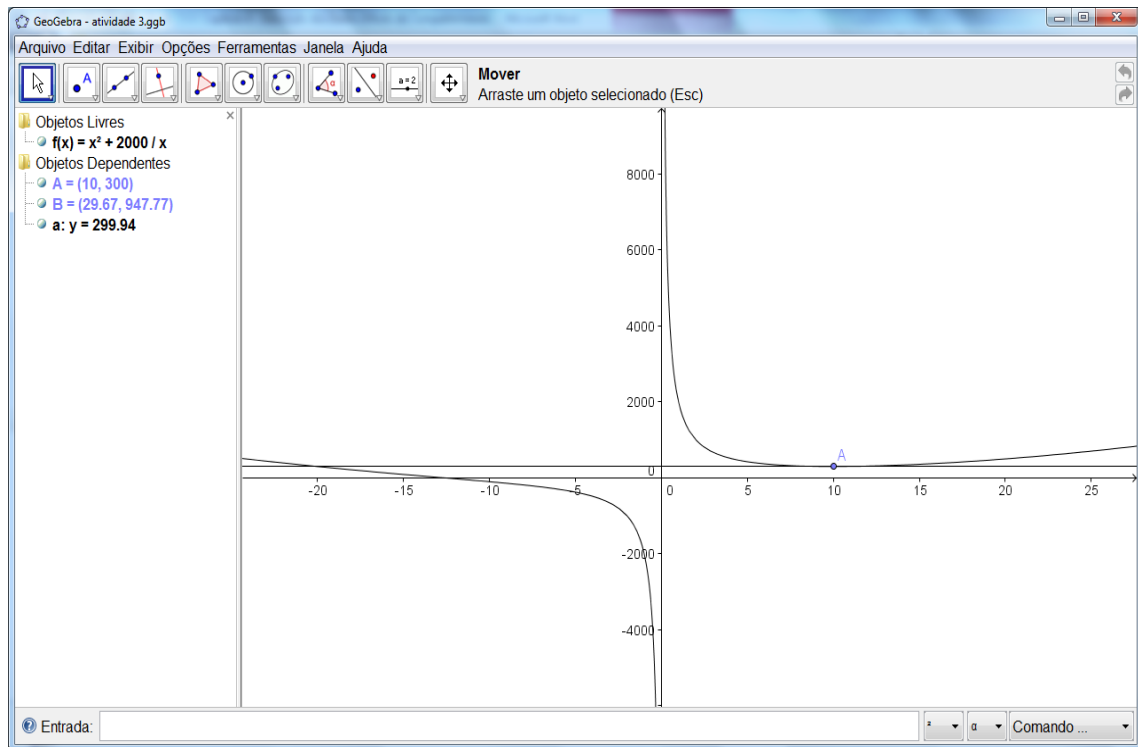 GeoGebra - atividade 3.ggb
Arquivo Editar Exibir Opções Ferramentas Janela Ajuda
A
α
a = 2
Mover
Arraste um objeto selecionado (Esc)
Objetos Livres
f(x) = x² + 2000 / x
Objetos Dependentes
A = (10, 300)
B = (29.67, 947.77)
a: y = 299.94
8000
6000
4000
2000
A
0
-20
-15
-10
-5
0
5
10
15
20
25
-2000
-4000
Entrada:
²
α
Comando ...